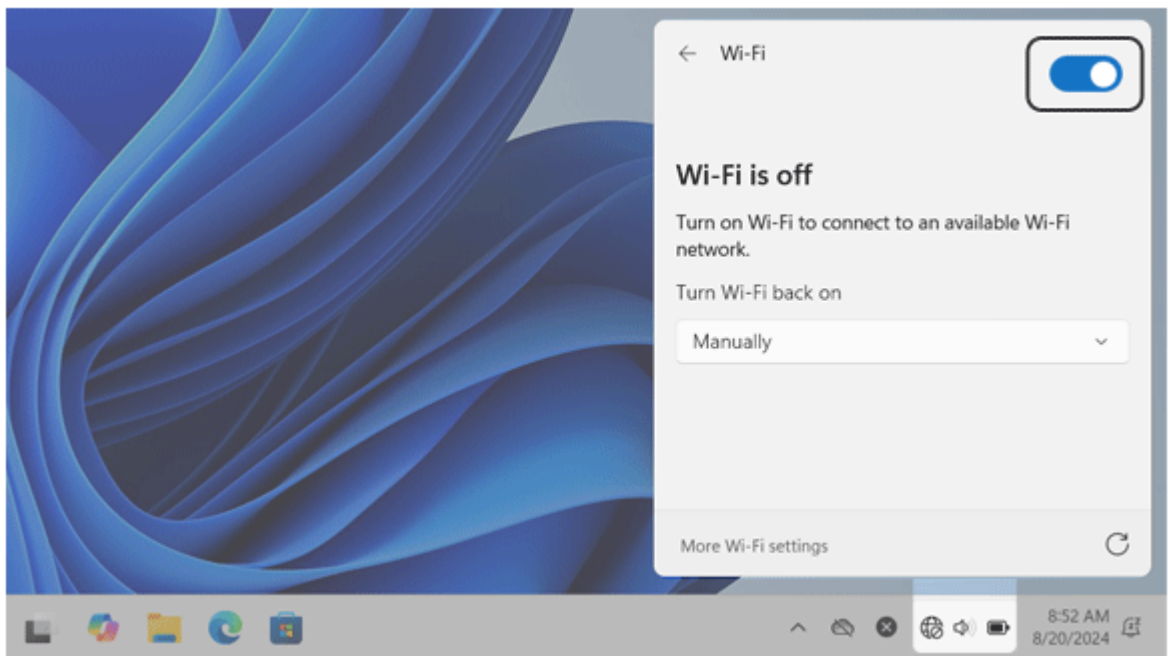 Wi-Fi
Wi-Fi is off
Turn on Wi-Fi to connect to an available Wi-Fi
network.
Turn Wi-Fi back on
Manually
More Wi-Fi settings
8:52 AM
8/20/2024